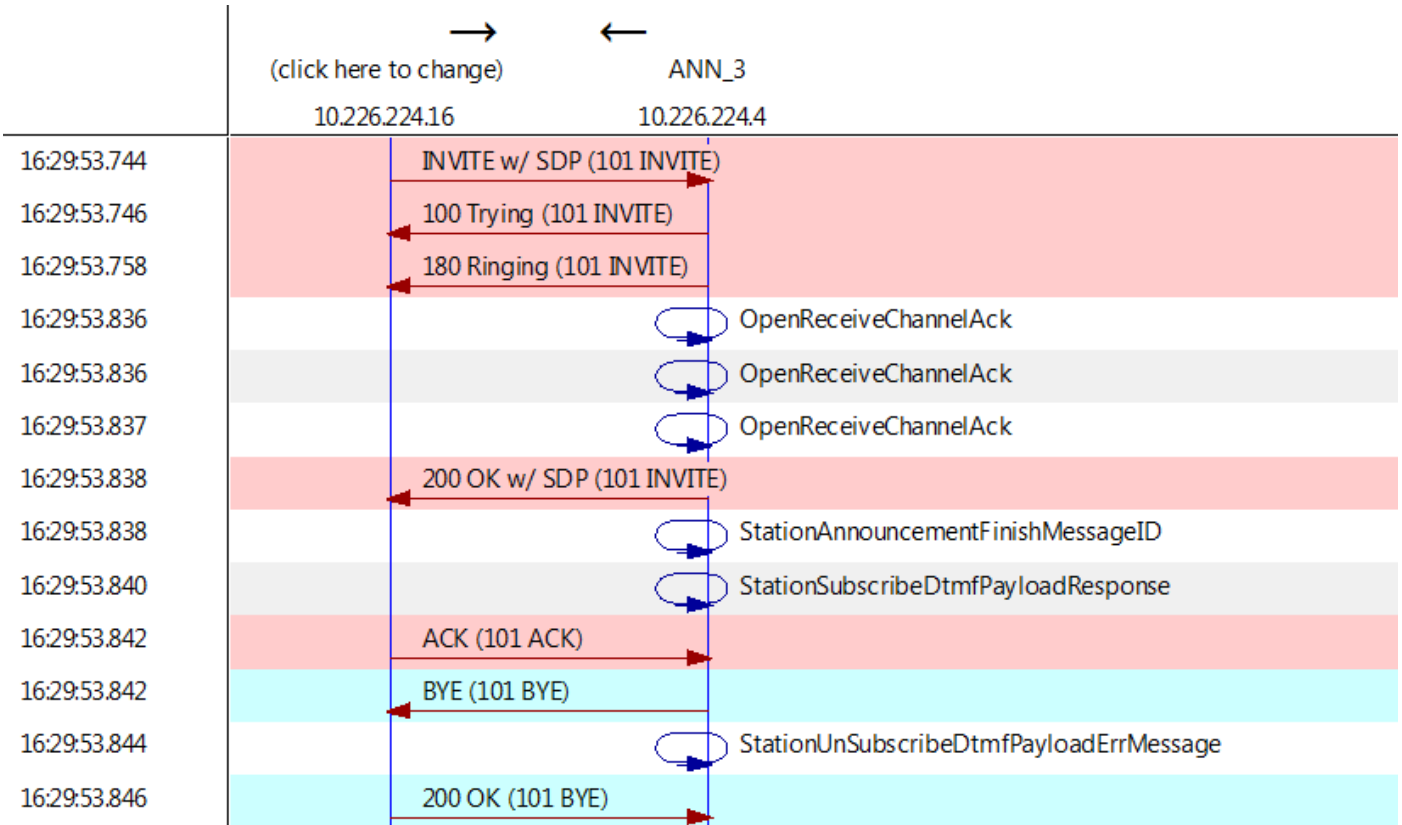 → ←
(click here to change) ANN_3
10.226.224.16 10.226.224.4
16:29:53.744 INVITE w/ SDP (101 INVITE)
16:29:53.746 100 Trying (101 INVITE)
16:29:53.758 180 Ringing (101 INVITE)
16:29:53.836 OpenReceiveChannelAck
16:29:53.836 OpenReceiveChannelAck
16:29:53.837 OpenReceiveChannelAck
16:29:53.838 200 OK w/ SDP (101 INVITE)
16:29:53.838 StationAnnouncementFinishMessageID
16:29:53.840 StationSubscribeDtmfPayloadResponse
16:29:53.842 ACK (101 ACK)
16:29:53.842 BYE (101 BYE)
16:29:53.844 StationUnSubscribeDtmfPayloadErrMessage
16:29:53.846 200 OK (101 BYE)